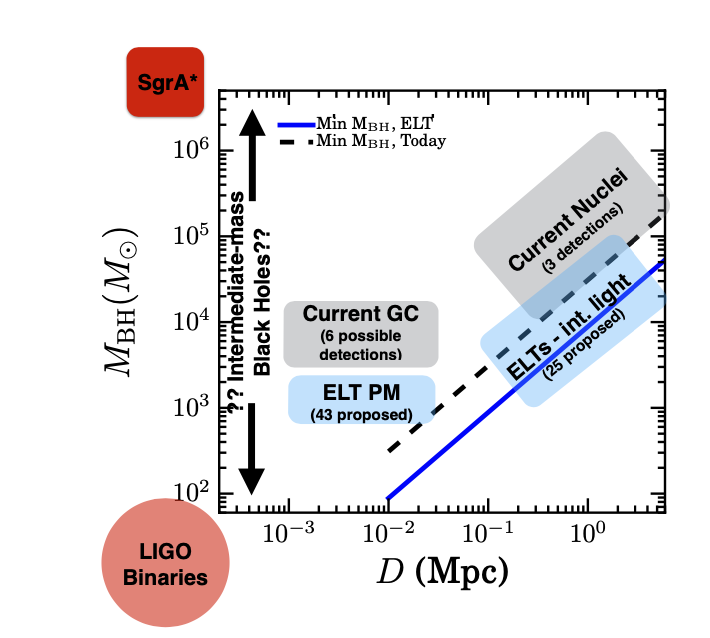 SgrA*
Min M_BH, ELT
Min M_BH, Today
10^6
10^5
10^4
10^3
10^2
M_BH(M_⊙)
?? Intermediate-mass
Black Holes??
Current Nuclei
(3 detections)
Current GC
(6 possible
detections)
ELTs - int. light
(25 proposed)
ELT PM
(43 proposed)
10^-3
10^-2
10^-1
10^0
D (Mpc)
LIGO
Binaries